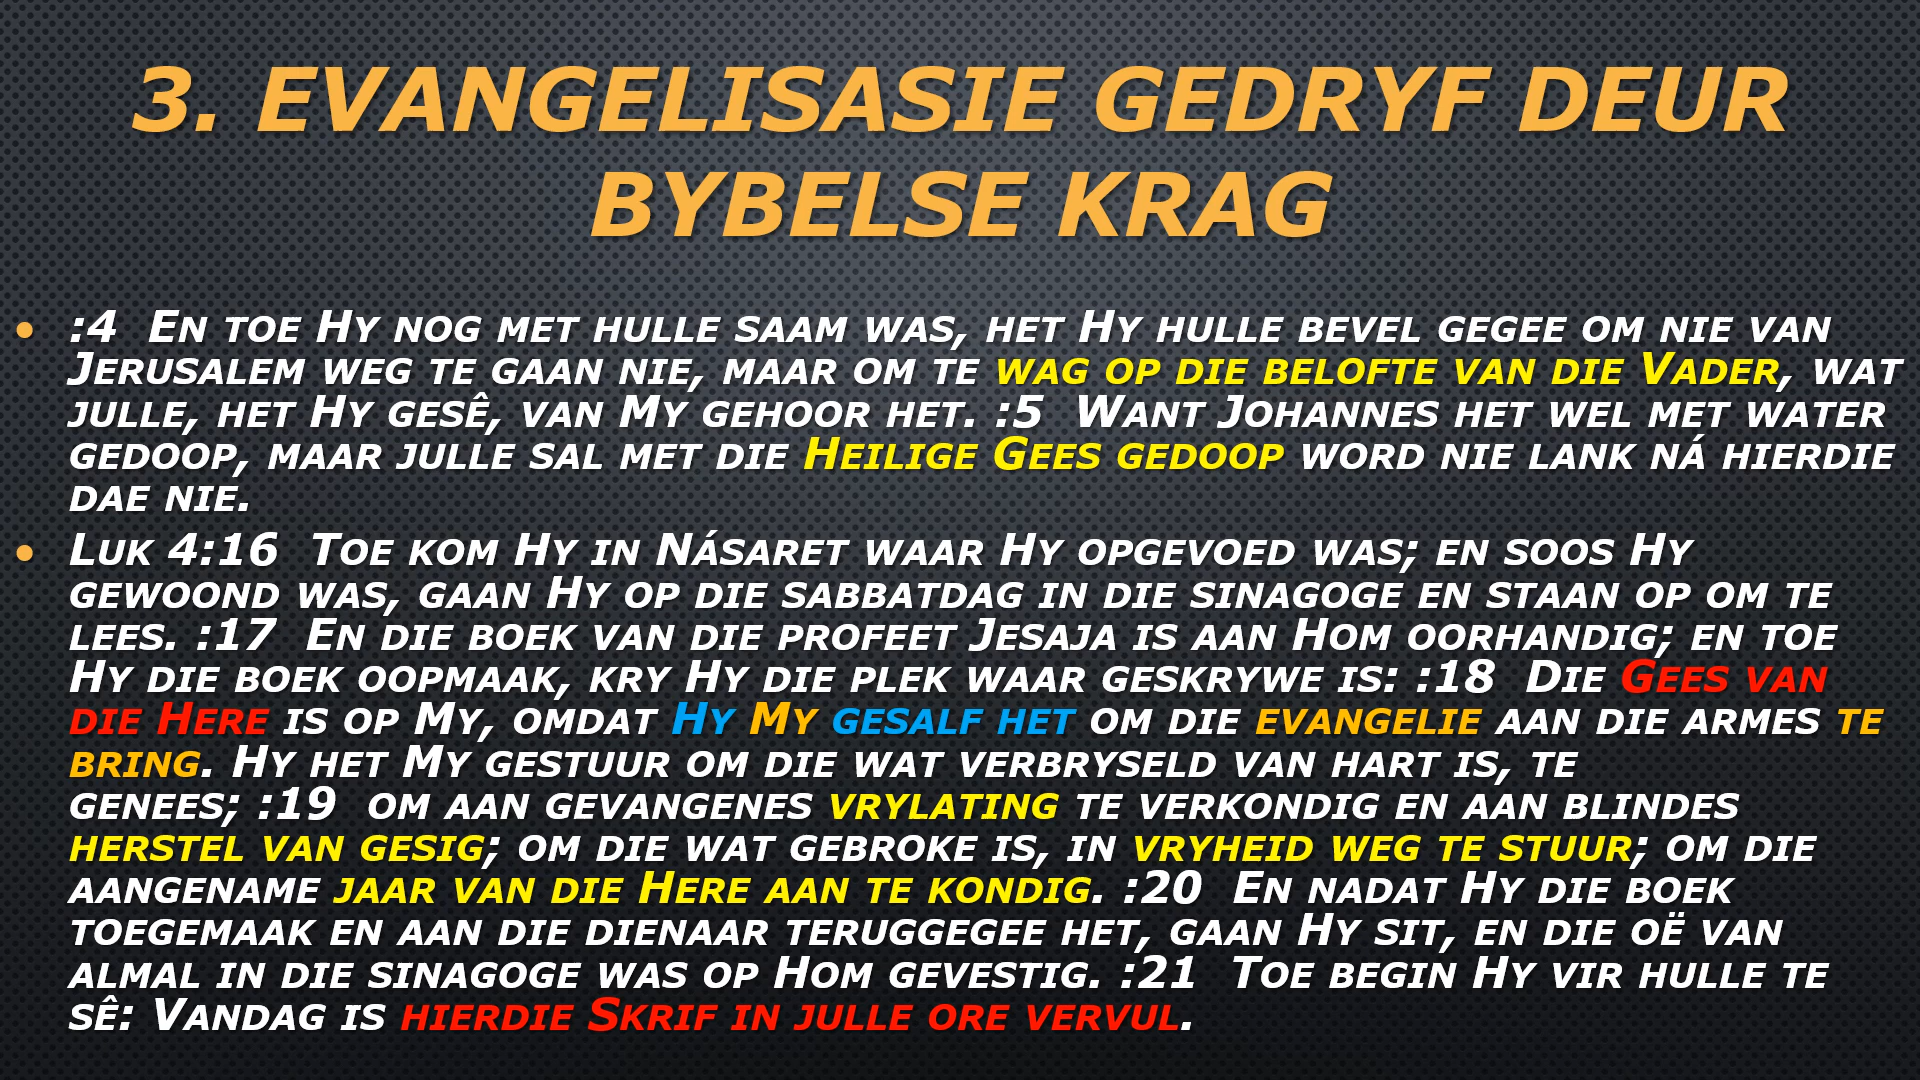 3. EVANGELISASIE GEDRYF DEUR
BYBELSE KRAG
• :4 En toe Hy nog met hulle saam was, het Hy hulle bevel gegee om nie van
Jerusalem weg te gaan nie, maar om te wag op die belofte van die Vader, wat
julle, het Hy gesê, van My gehoor het. :5 Want Johannes het wel met water
gedoop, maar julle sal met die Heilige Gees gedoop word nie lank ná hierdie
dae nie.
• Luk 4:16 Toe kom Hy in Násaret waar Hy opgevoed was; en soos Hy
gewoond was, gaan Hy op die sabbatdag in die sinagoge en staan op om te
lees. :17 En die boek van die profeet Jesaja is aan Hom oorhandig; en toe
Hy die boek oopmaak, kry Hy die plek waar geskrywe is: :18 Die Gees van
die Here is op My, omdat Hy My gesalf het om die evangelie aan die armes te
bring. Hy het My gestuur om die wat verbryseld van hart is, te
genees; :19 om aan gevangenes vrylating te verkondig en aan blindes
herstel van gesig; om die wat gebroke is, in vryheid weg te stuur; om die
aangename jaar van die Here aan te kondig. :20 En nadat Hy die boek
toegemaak en aan die dienaar teruggegee het, gaan Hy sit, en die oë van
almal in die sinagoge was op Hom gevestig. :21 Toe begin Hy vir hulle te
sê: Vandag is hierdie Skrif in julle ore vervul.